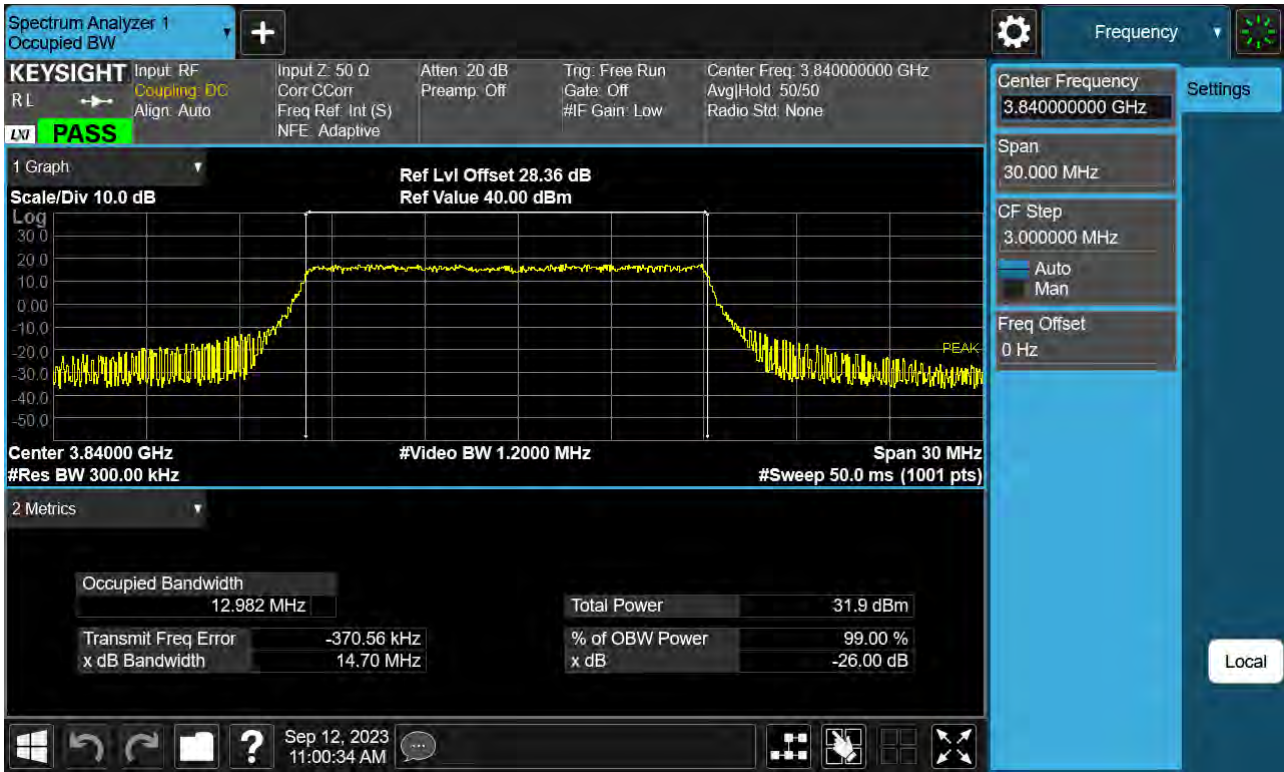 Spectrum Analyzer 1
Occupied BW
+
Frequency
KEYSIGHT
Input: RF
Coupling: DC
Align: Auto
Input Z: 50 Ω
Corr CCorr
Freq Ref: Int (S)
NFE: Adaptive
Atten: 20 dB
Preamp: Off
Trig: Free Run
Gate: Off
#IF Gain: Low
Center Freq: 3.840000000 GHz
Avg|Hold: 50/50
Radio Std: None
RL
LXI
PASS
Center Frequency
3.840000000 GHz
Settings
Span
30.000 MHz
CF Step
3.000000 MHz
Auto
Man
Freq Offset
0 Hz
1 Graph
Ref Lvl Offset 28.36 dB
Scale/Div 10.0 dB
Ref Value 40.00 dBm
Log
30.0
20.0
10.0
0.00
-10.0
-20.0
-30.0
-40.0
-50.0
PEAK
Center 3.84000 GHz
#Video BW 1.2000 MHz
Span 30 MHz
#Res BW 300.00 kHz
#Sweep 50.0 ms (1001 pts)
2 Metrics
Occupied Bandwidth
12.982 MHz
Total Power 31.9 dBm
Transmit Freq Error -370.56 kHz
% of OBW Power 99.00 %
x dB Bandwidth 14.70 MHz
x dB -26.00 dB
Local
?
Sep 12, 2023
11:00:34 AM